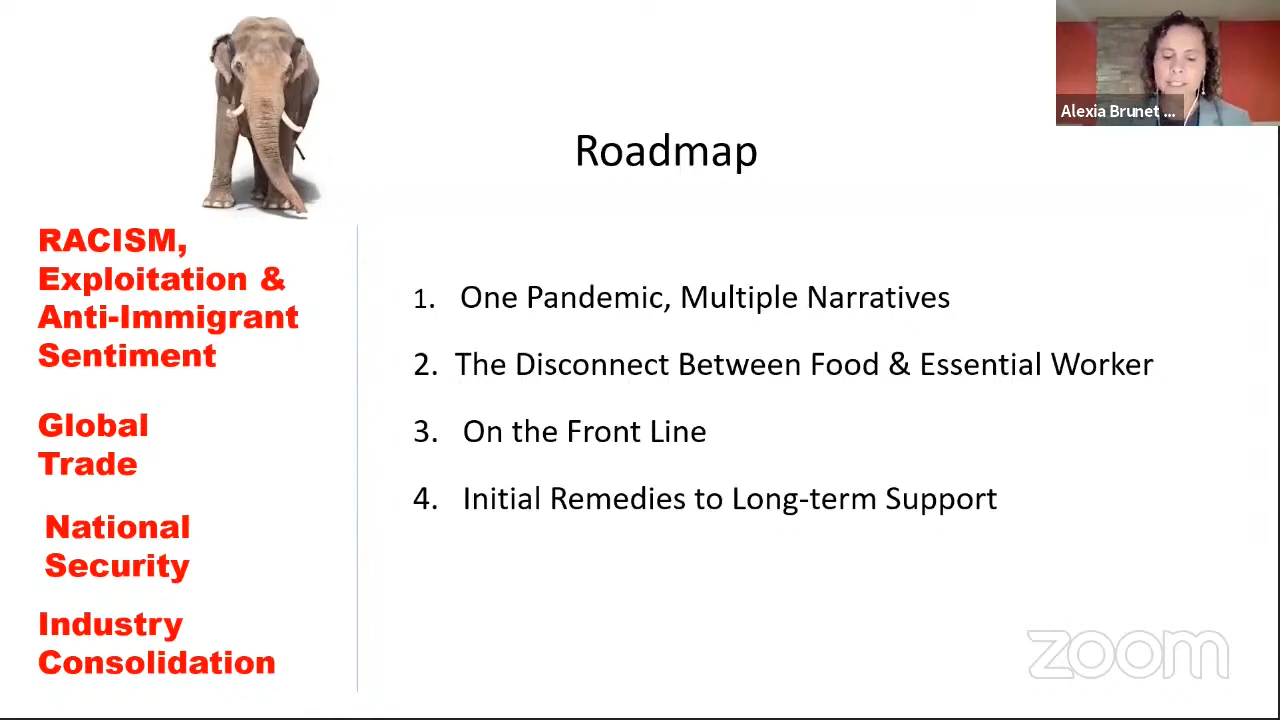 Alexia Brunet ...
Roadmap
RACISM,
Exploitation &
Anti-Immigrant
Sentiment
Global
Trade
National
Security
Industry
Consolidation
1. One Pandemic, Multiple Narratives
2. The Disconnect Between Food & Essential Worker
3. On the Front Line
4. Initial Remedies to Long-term Support
zoom